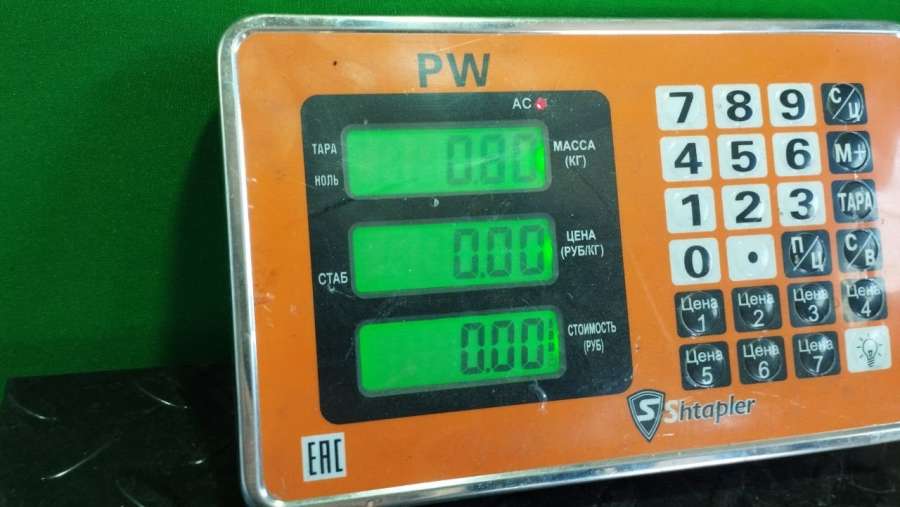 PW
AC
ТАРА
НОЛЬ
0.00
МАССА
(КГ)
СТАБ
0.00
ЦЕНА
(РУБ/КГ)
0.00
СТОИМОСТЬ
(РУБ)
7 8 9 С/Ц
4 5 6 М+
1 2 3 ТАРА
0 . П/Ц С/В
Цена 1 Цена 2 Цена 3 Цена 4
Цена 5 Цена 6 Цена 7
Shtapler
EAC